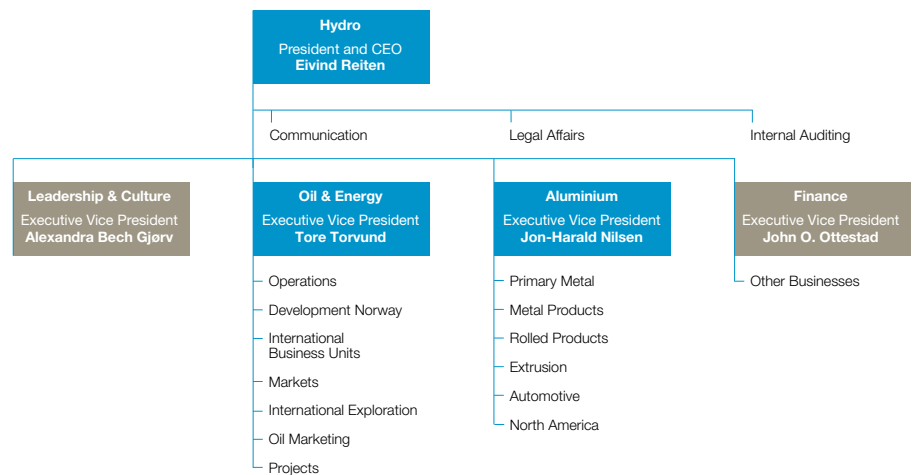 Hydro
President and CEO
Eivind Reiten
Communication
Legal Affairs
Internal Auditing
Leadership & Culture
Executive Vice President
Alexandra Bech Gjørv
Oil & Energy
Executive Vice President
Tore Torvund
Aluminium
Executive Vice President
Jon-Harald Nilsen
Finance
Executive Vice President
John O. Ottestad
Operations
Development Norway
International
Business Units
Markets
International Exploration
Oil Marketing
Projects
Primary Metal
Metal Products
Rolled Products
Extrusion
Automotive
North America
Other Businesses